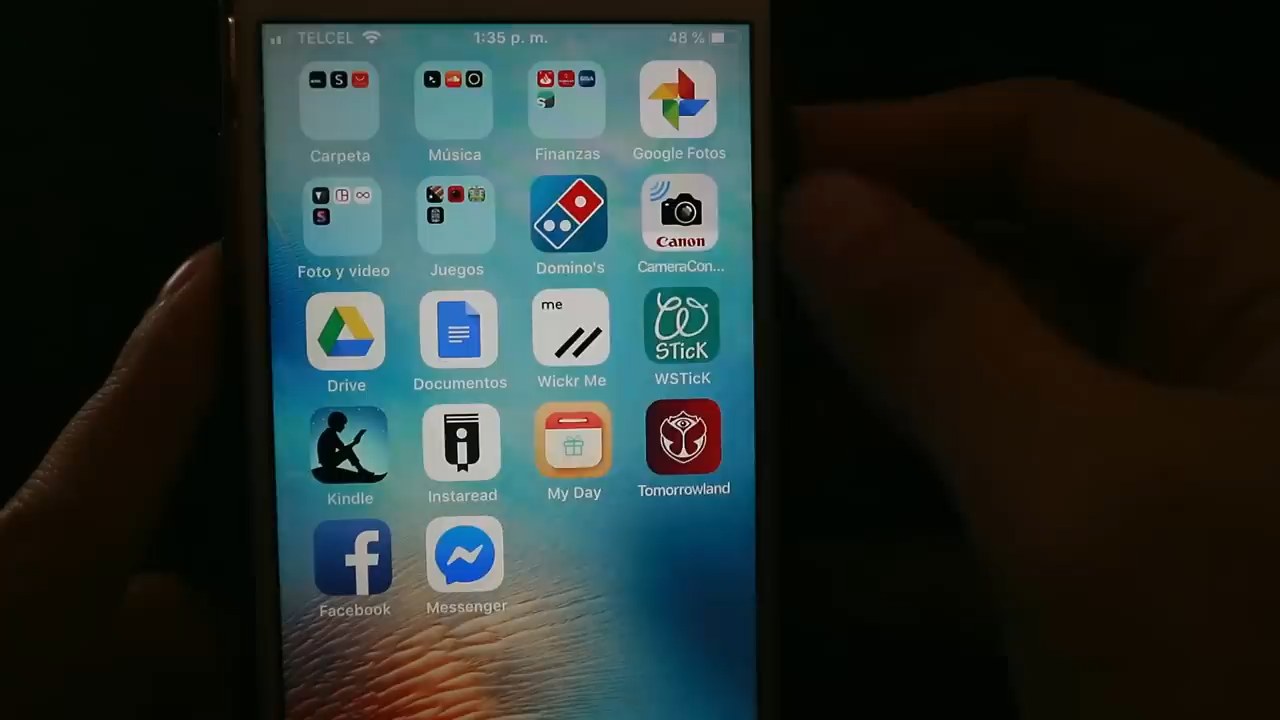 TELCEL 1:35 p. m. 48 %
Carpeta Música Finanzas Google Fotos
Canon
Foto y video Juegos Domino's CameraCon...
me
STicK
Drive Documentos Wickr Me WSTicK
Kindle Instaread My Day Tomorrowland
Facebook Messenger